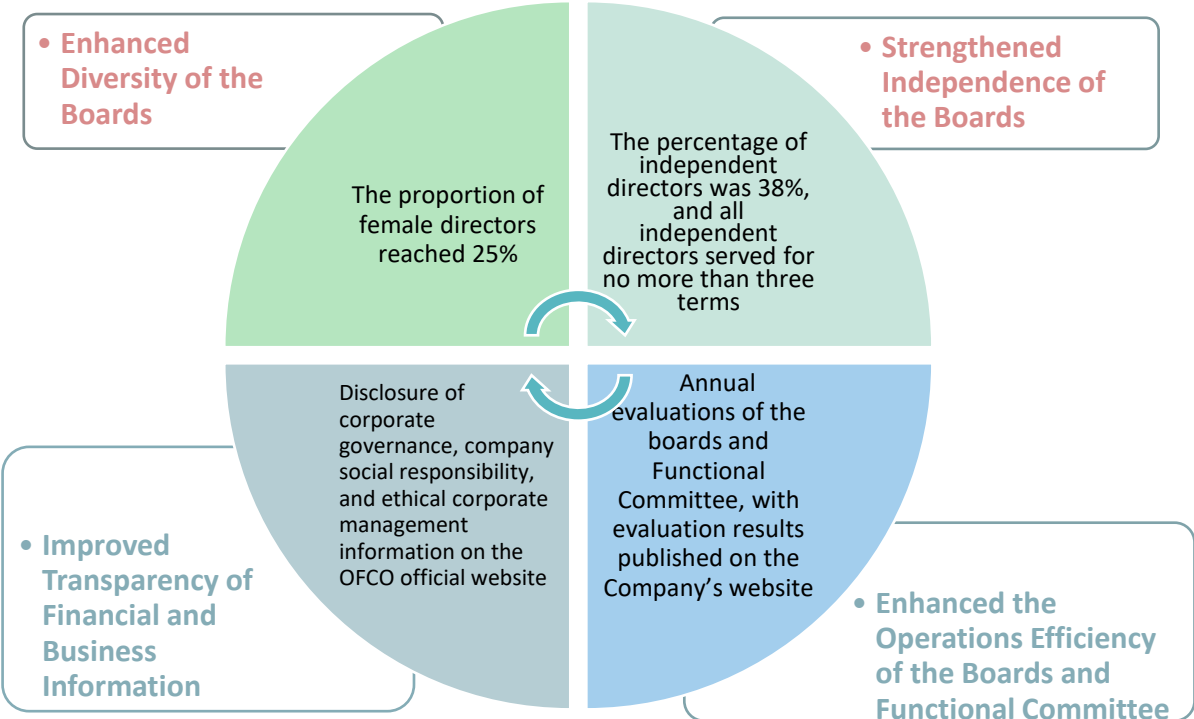 • Enhanced
Diversity of the
Boards
The proportion of
female directors
reached 25%
• Strengthened
Independence of
the Boards
The percentage of
independent
directors was 38%,
and all
independent
directors served for
no more than three
terms
Disclosure of
corporate
governance, company
social responsibility,
and ethical corporate
management
information on the
OFCO official website
• Improved
Transparency of
Financial and
Business
Information
Annual
evaluations of the
boards and
Functional
Committee, with
evaluation results
published on the
Company’s website
• Enhanced the
Operations Efficiency
of the Boards and
Functional Committee